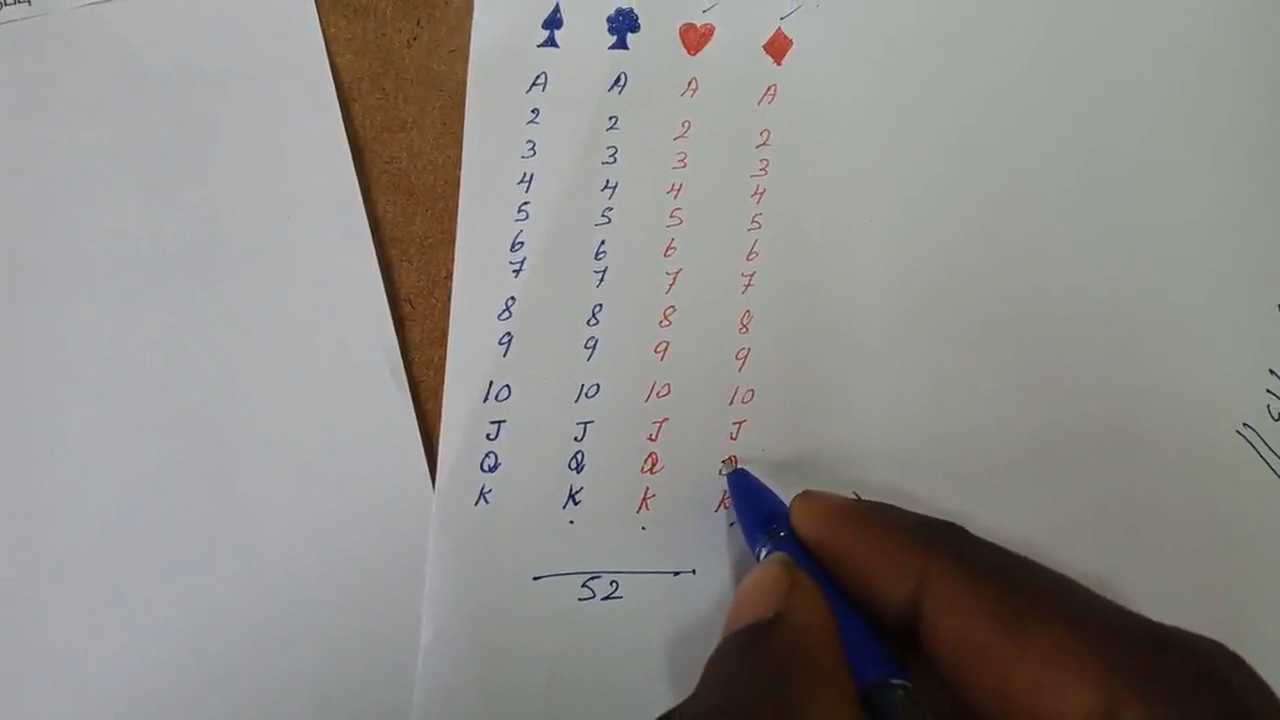 A A A A
2 2 2 2
3 3 3 3
4 4 4 4
5 5 5 5
6 6 6 6
7 7 7 7
8 8 8 8
9 9 9 9
10 10 10 10
J J J J
Q Q Q Q
K K K K
52